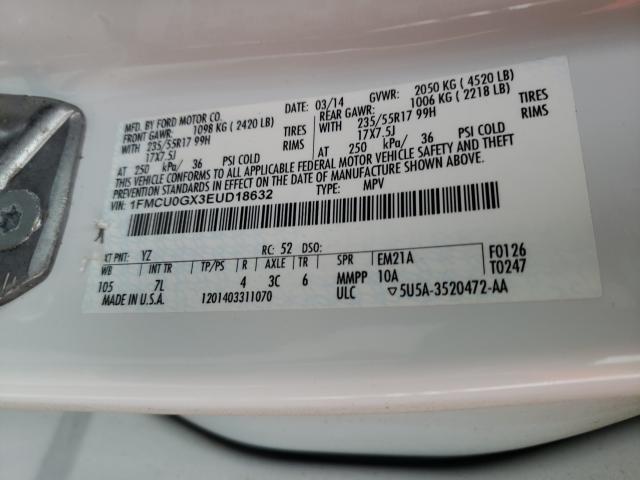 MFD. BY FORD MOTOR CO. DATE: 03/14 GVWR: 2050 KG ( 4520 LB)
FRONT GAWR: 1098 KG ( 2420 LB) REAR GAWR: 1006 KG ( 2218 LB)
WITH 235/55R17 99H TIRES WITH 235/55R17 99H TIRES
17X7.5J RIMS 17X7.5J RIMS
AT 250 kPa/ 36 PSI COLD AT 250 kPa/ 36 PSI COLD
THIS VEHICLE CONFORMS TO ALL APPLICABLE FEDERAL MOTOR VEHICLE SAFETY AND THEFT
PREVENTION STANDARDS IN EFFECT ON THE DATE OF MANUFACTURE SHOWN ABOVE.
1FMCU0GX3EUD18632 TYPE: MPV
XT PNT: YZ RC: 52 DSO: F0126
WB INT TR TP/PS R AXLE TR SPR EM21A T0247
105 7L 4 3C 6 MMPP 10A
U.S.A. 1201403311070 ULC ▽5U5A-3520472-AA